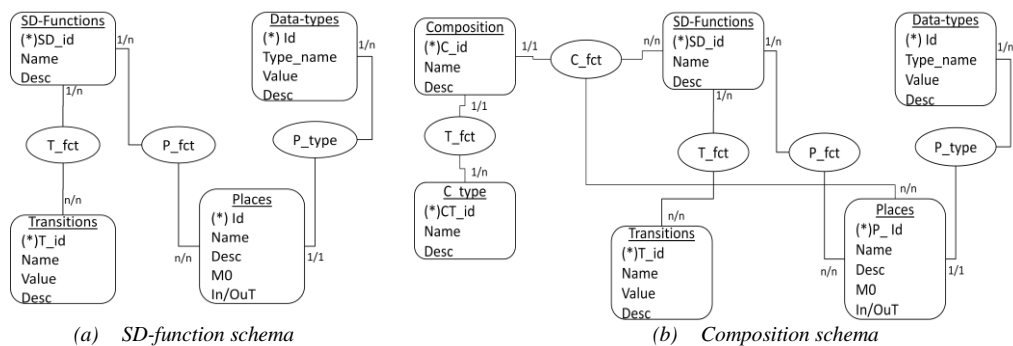 SD-Functions
(*)SD_id
Name
Desc
1/n
1/n
Data-types
(*) Id
Type_name
Value
Desc
1/n
T_fct
P_fct
P_type
n/n
Transitions
(*)T_id
Name
Value
Desc
n/n
Places
(*) Id
Name
Desc
M0
In/OuT
1/1
(a) SD-function schema
Composition
(*)C_id
Name
Desc
1/1
C_fct
n/n
SD-Functions
(*)SD_id
Name
Desc
1/n
1/n
Data-types
(*) Id
Type_name
Value
Desc
1/n
1/1
T_fct
1/n
C_type
(*)CT_id
Name
Desc
T_fct
P_fct
P_type
n/n
Transitions
(*)T_id
Name
Value
Desc
n/n
n/n
Places
(*)P_ Id
Name
Desc
M0
In/OuT
1/1
(b) Composition schema